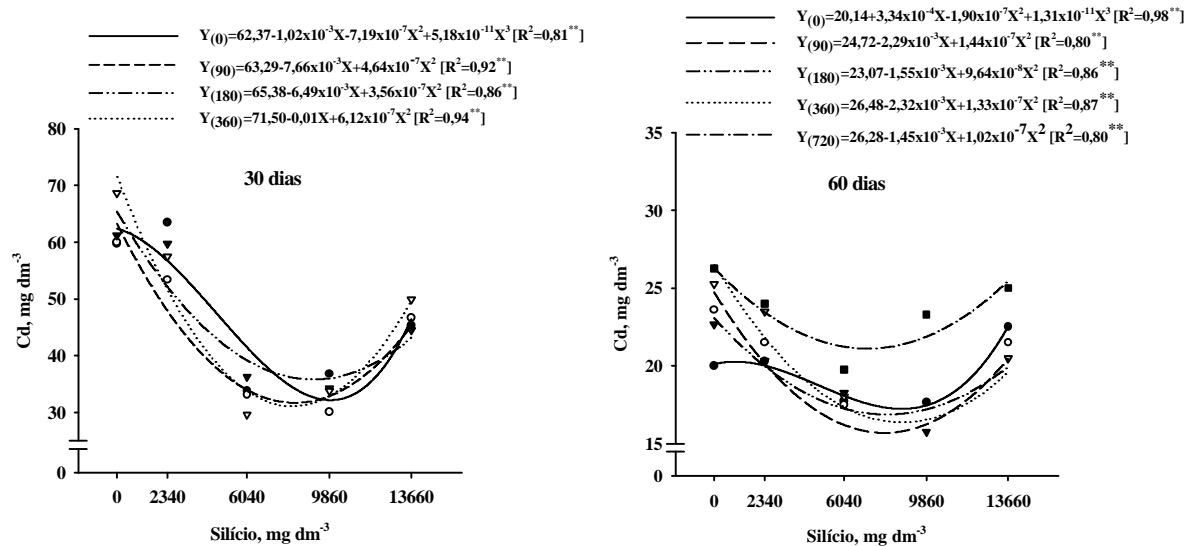 Y(0)=62,37-1,02x10⁻³X-7,19x10⁻⁷X²+5,18x10⁻¹¹X³ [R²=0,81**]
Y(90)=63,29-7,66x10⁻³X+4,64x10⁻⁷X² [R²=0,92**]
Y(180)=65,38-6,49x10⁻³X+3,56x10⁻⁷X² [R²=0,86**]
Y(360)=71,50-0,01X+6,12x10⁻⁷X² [R²=0,94**]
80
70
60
50
40
30
0
Cd, mg dm⁻³
30 dias
0 2340 6040 9860 13660
Silício, mg dm⁻³
Y(0)=20,14+3,34x10⁻⁴X-1,90x10⁻⁷X²+1,31x10⁻¹¹X³ [R²=0,98**]
Y(90)=24,72-2,29x10⁻³X+1,44x10⁻⁷X² [R²=0,80**]
Y(180)=23,07-1,55x10⁻³X+9,64x10⁻⁸X² [R²=0,86**]
Y(360)=26,48-2,32x10⁻³X+1,33x10⁻⁷X² [R²=0,87**]
Y(720)=26,28-1,45x10⁻³X+1,02x10⁻⁷X² [R²=0,80**]
35
30
25
20
15
0
Cd, mg dm⁻³
60 dias
0 2340 6040 9860 13660
Silício, mg dm⁻³